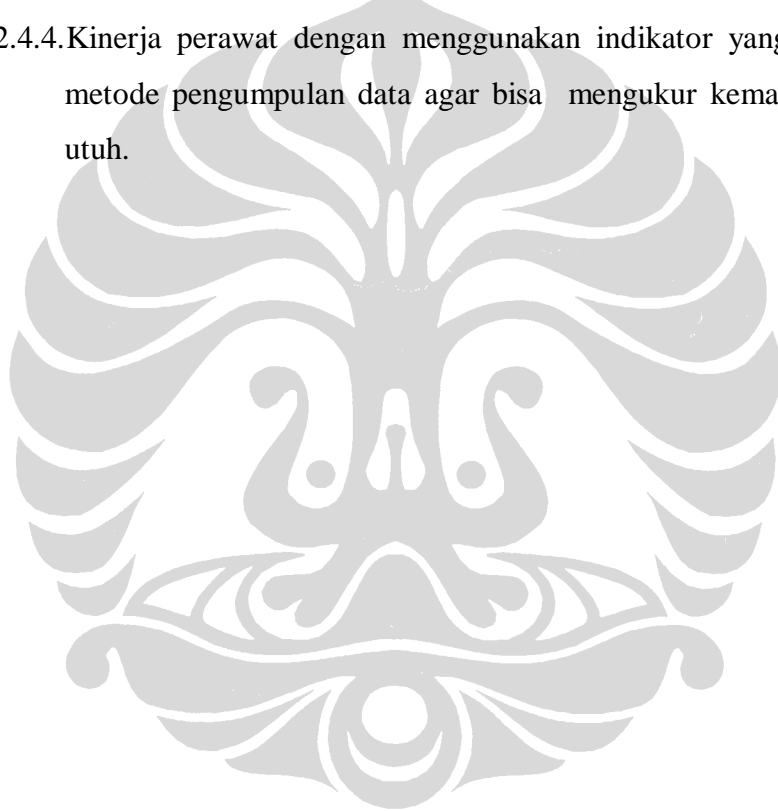 2.4.4.Kinerja perawat dengan menggunakan indikator yang
metode pengumpulan data agar bisa mengukur kema
utuh.